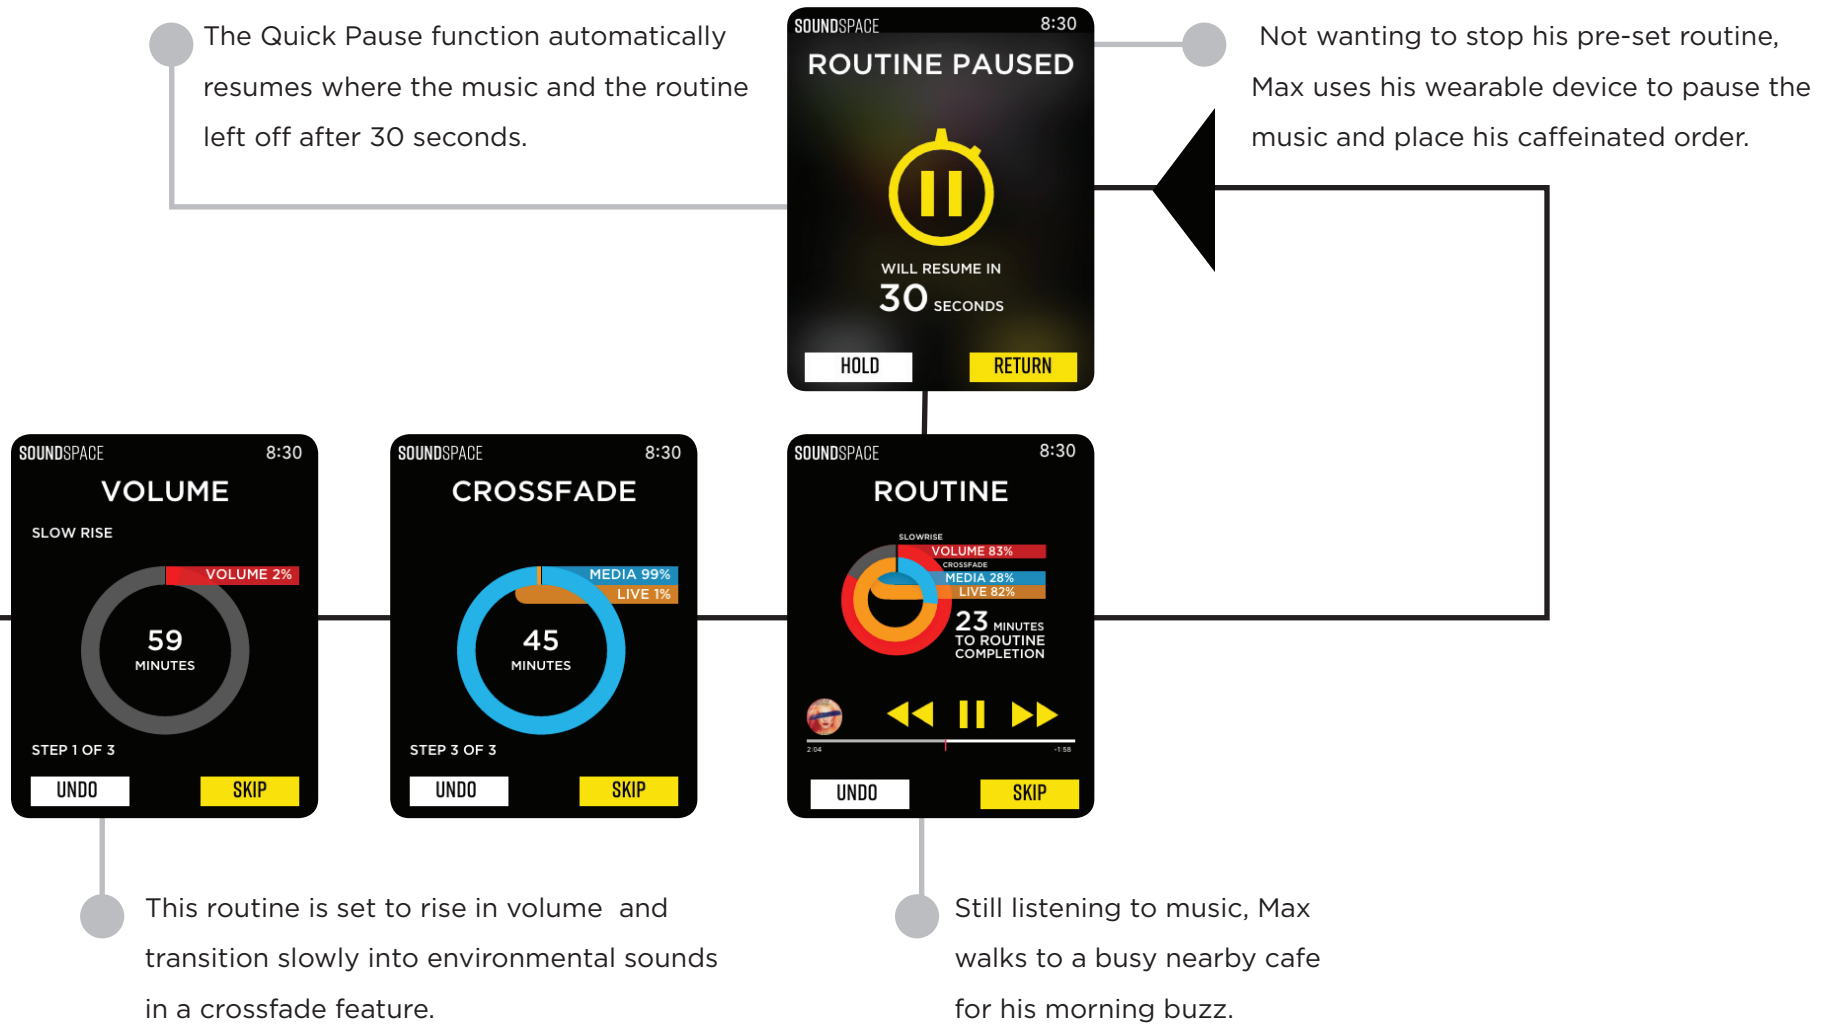 The Quick Pause function automatically
resumes where the music and the routine
left off after 30 seconds.
SOUNDSPACE 8:30
ROUTINE PAUSED
WILL RESUME IN
30 SECONDS
HOLD RETURN
Not wanting to stop his pre-set routine,
Max uses his wearable device to pause the
music and place his caffeinated order.
SOUNDSPACE 8:30
VOLUME
SLOW RISE
VOLUME 2%
59
MINUTES
STEP 1 OF 3
UNDO SKIP
SOUNDSPACE 8:30
CROSSFADE
MEDIA 99%
LIVE 1%
45
MINUTES
STEP 3 OF 3
UNDO SKIP
SOUNDSPACE 8:30
ROUTINE
SLOWRISE
VOLUME 83%
CROSSFADE
MEDIA 28%
LIVE 82%
23 MINUTES
TO ROUTINE
COMPLETION
2:04 -1:58
UNDO SKIP
This routine is set to rise in volume and
transition slowly into environmental sounds
in a crossfade feature.
Still listening to music, Max
walks to a busy nearby cafe
for his morning buzz.